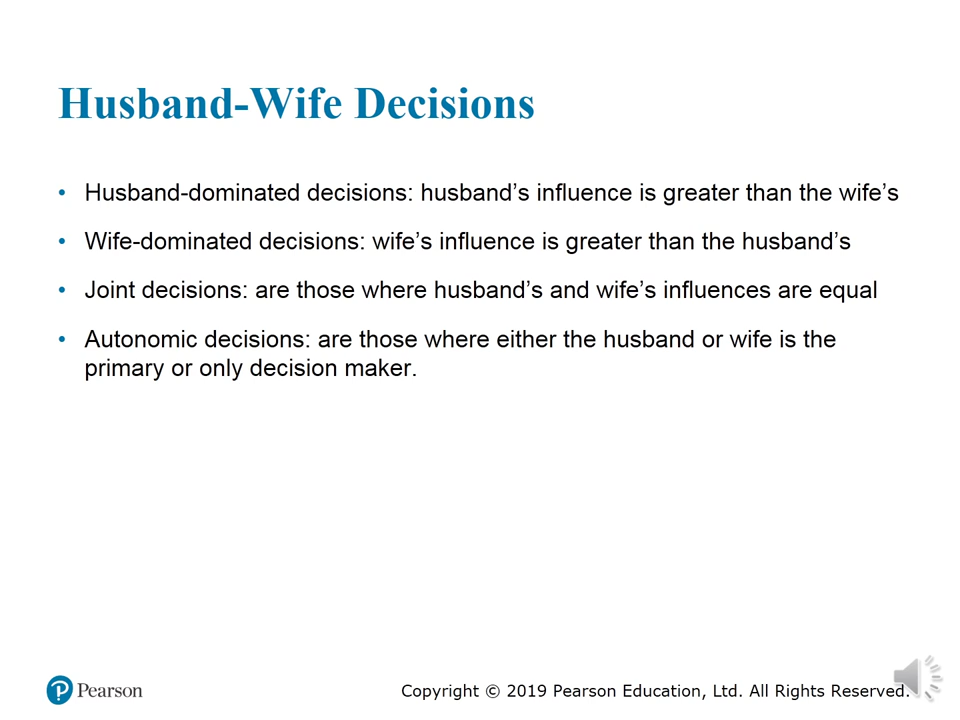 Husband-Wife Decisions
• Husband-dominated decisions: husband’s influence is greater than the wife’s
• Wife-dominated decisions: wife’s influence is greater than the husband’s
• Joint decisions: are those where husband’s and wife’s influences are equal
• Autonomic decisions: are those where either the husband or wife is the
primary or only decision maker.
Pearson
Copyright © 2019 Pearson Education, Ltd. All Rights Reserved.